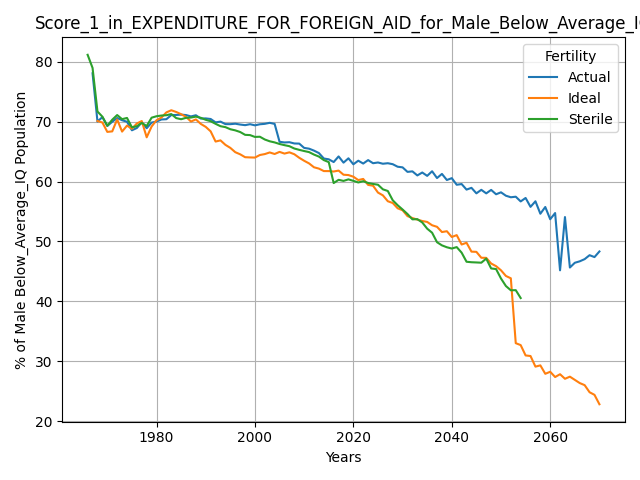 Score_1_in_EXPENDITURE_FOR_FOREIGN_AID_for_Male_Below_Average_I
% of Male Below_Average_IQ Population
80
70
60
50
40
30
20
1980
2000
2020
2040
2060
Years
Fertility
Actual
Ideal
Sterile